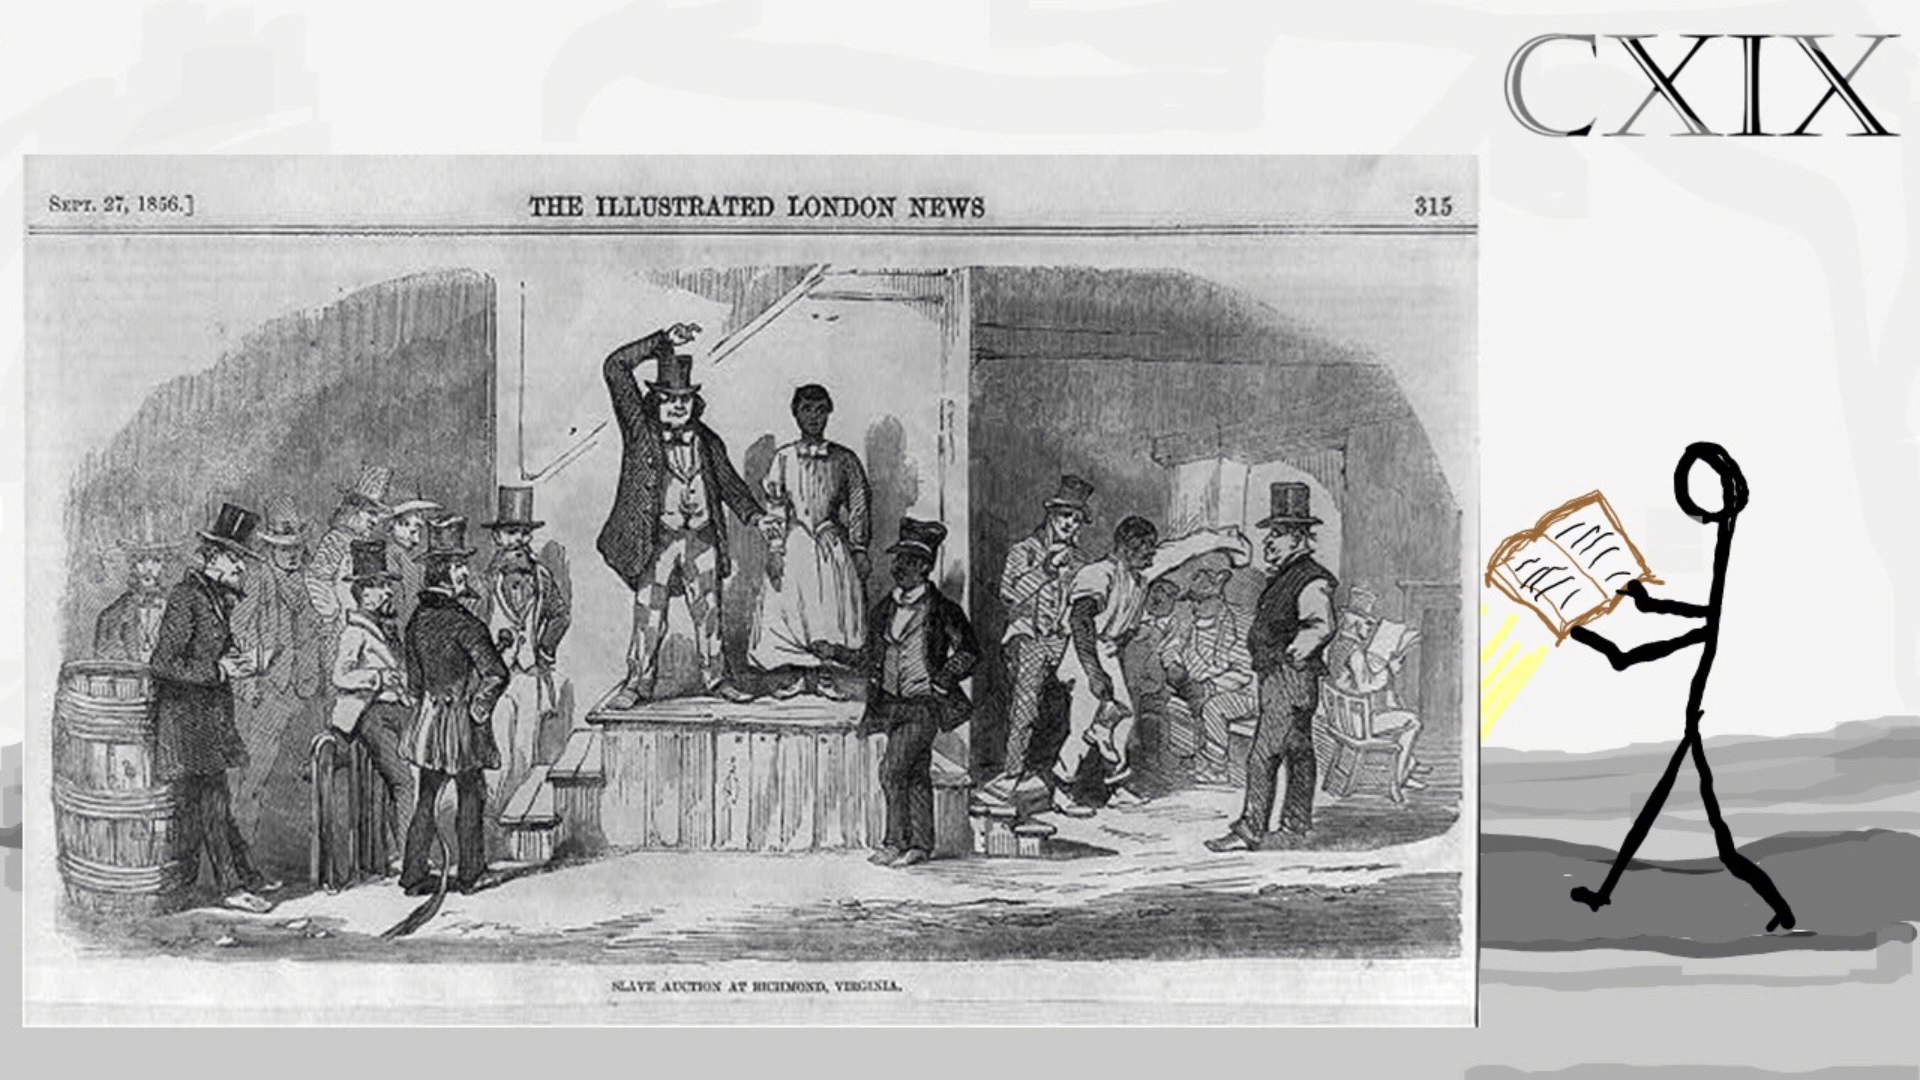 CXIX
SEPT. 27, 1856.] THE ILLUSTRATED LONDON NEWS 315
SLAVE AUCTION AT RICHMOND, VIRGINIA.